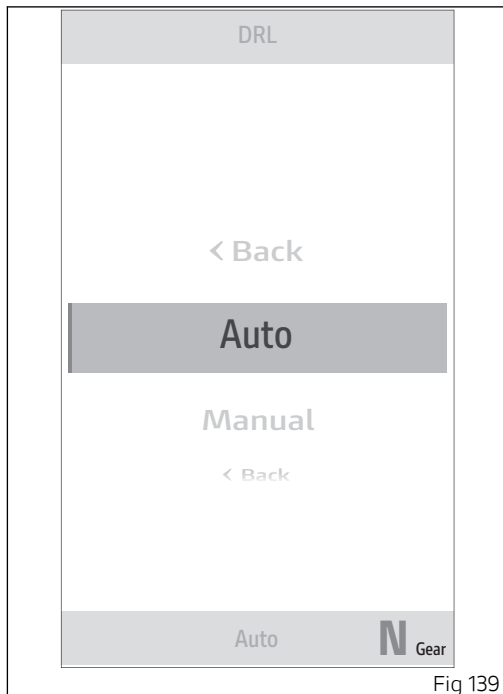 DRL
< Back
Auto
Manual
< Back
Auto
N Gear
Fig 139